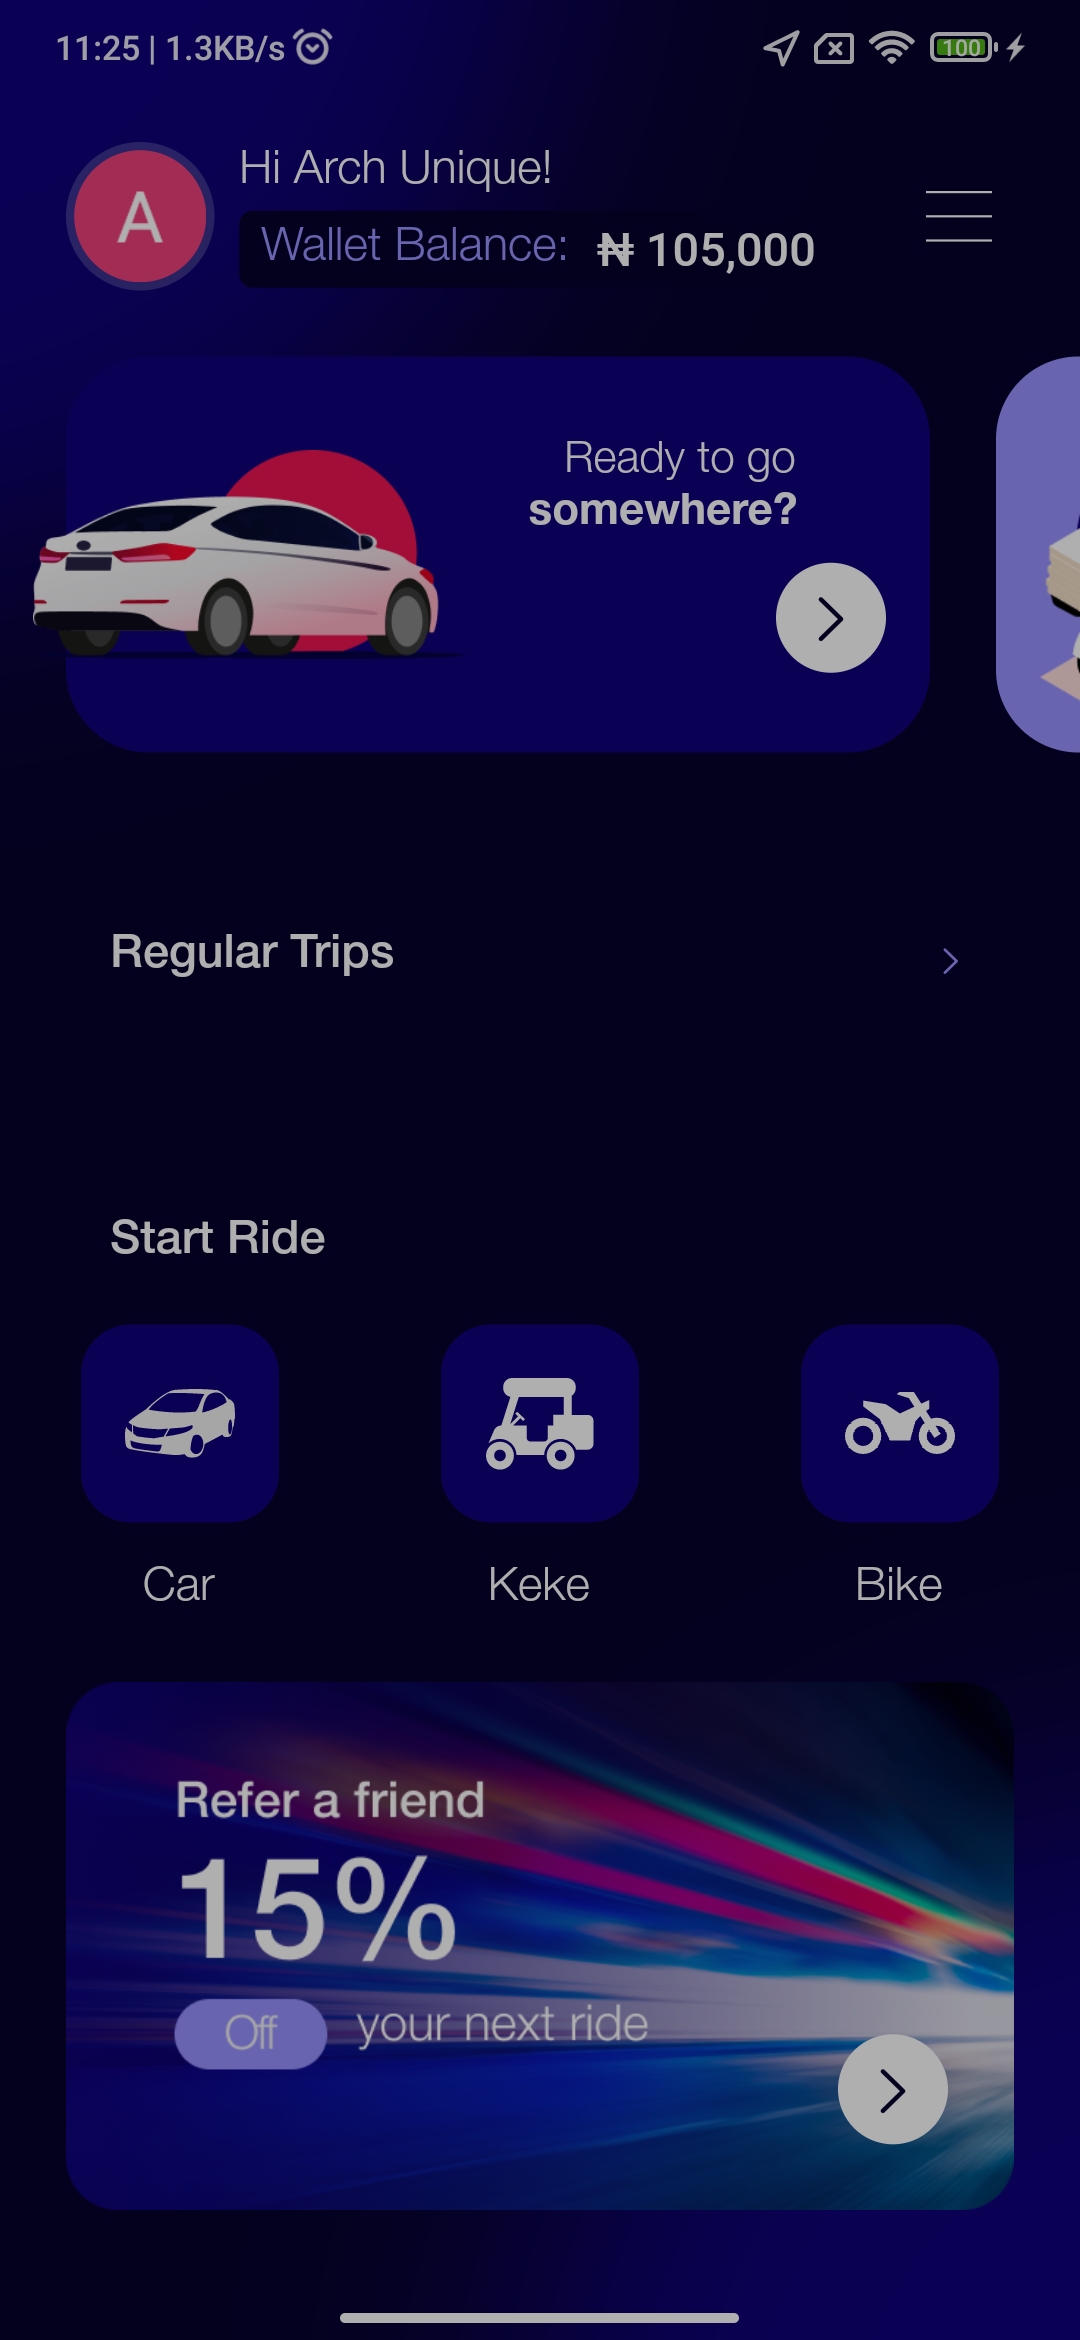 11:25 | 1.3KB/s
100
A
Hi Arch Unique!
Wallet Balance: ₦ 105,000
Ready to go
somewhere?
Regular Trips
Start Ride
Car Keke Bike
Refer a friend
15%
Off your next ride